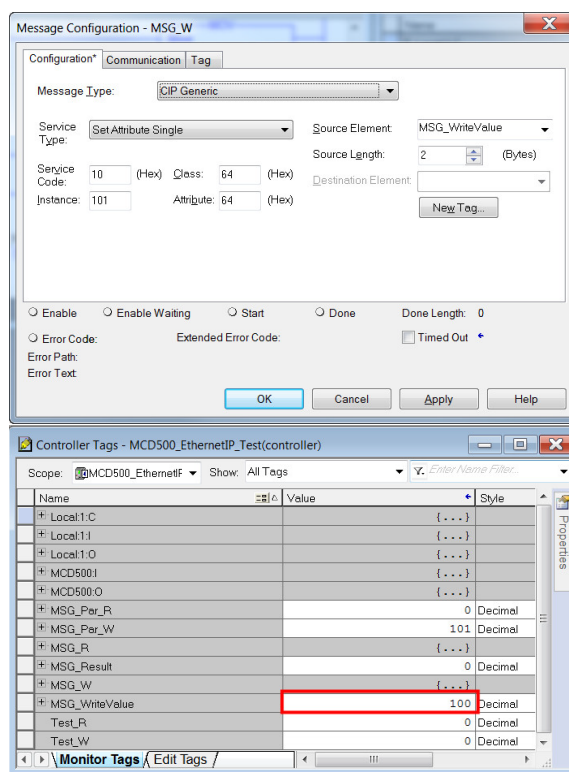 Message Configuration - MSG_W
Configuration* Communication Tag
Message Type: CIP Generic
Service Type: Set Attribute Single Source Element: MSG_WriteValue
Source Length: 2 (Bytes)
Service Code: 10 (Hex) Class: 64 (Hex) Destination Element:
Instance: 101 Attribute: 64 (Hex) New Tag...
Enable Enable Waiting Start Done Done Length: 0
Error Code: Extended Error Code: Timed Out
Error Path:
Error Text:
OK Cancel Apply Help
Controller Tags - MCD500_EthernetIP_Test(controller)
Scope: MCD500_EthernetIF Show: All Tags Enter Name Filter...
Name Value Style
Local:1:C {...}
Local:1:I {...}
Local:1:O {...}
MCD500:I {...}
MCD500:O {...}
MSG_Par_R 0 Decimal
MSG_Par_W 101 Decimal
MSG_R {...}
MSG_Result 0 Decimal
MSG_W {...}
MSG_WriteValue 100 Decimal
Test_R 0 Decimal
Test_W 0 Decimal
Monitor Tags Edit Tags
Properties